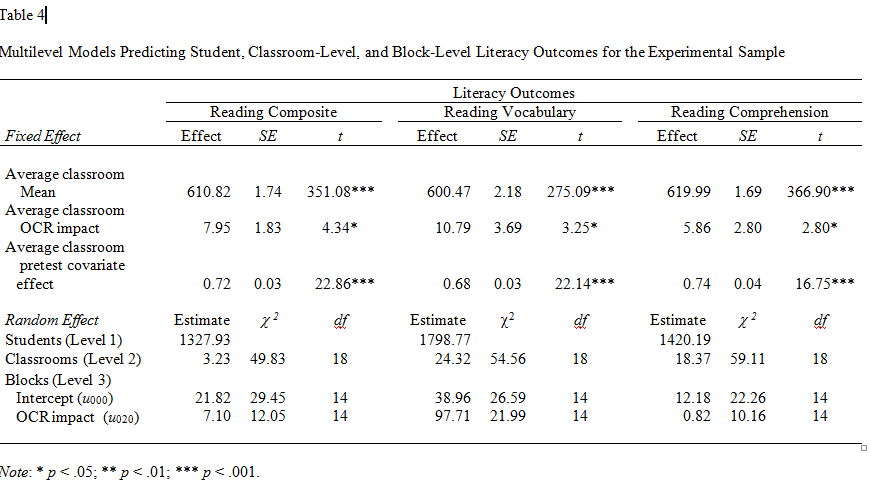 Table 4
Multilevel Models Predicting Student, Classroom-Level, and Block-Level Literacy Outcomes for the Experimental Sample
Literacy Outcomes
Reading Composite Reading Vocabulary Reading Comprehension
Fixed Effect Effect SE t Effect SE t Effect SE t
Average classroom
Mean 610.82 1.74 351.08*** 600.47 2.18 275.09*** 619.99 1.69 366.90***
Average classroom
OCR impact 7.95 1.83 4.34* 10.79 3.69 3.25* 5.86 2.80 2.80*
Average classroom
pretest covariate
effect 0.72 0.03 22.86*** 0.68 0.03 22.14*** 0.74 0.04 16.75***
Random Effect Estimate χ² df Estimate χ² df Estimate χ² df
Students (Level 1) 1327.93 1798.77 1420.19
Classrooms (Level 2) 3.23 49.83 18 24.32 54.56 18 18.37 59.11 18
Blocks (Level 3)
Intercept (u000) 21.82 29.45 14 38.96 26.59 14 12.18 22.26 14
OCR impact (u020) 7.10 12.05 14 97.71 21.99 14 0.82 10.16 14
Note: * p < .05; ** p < .01; *** p < .001.